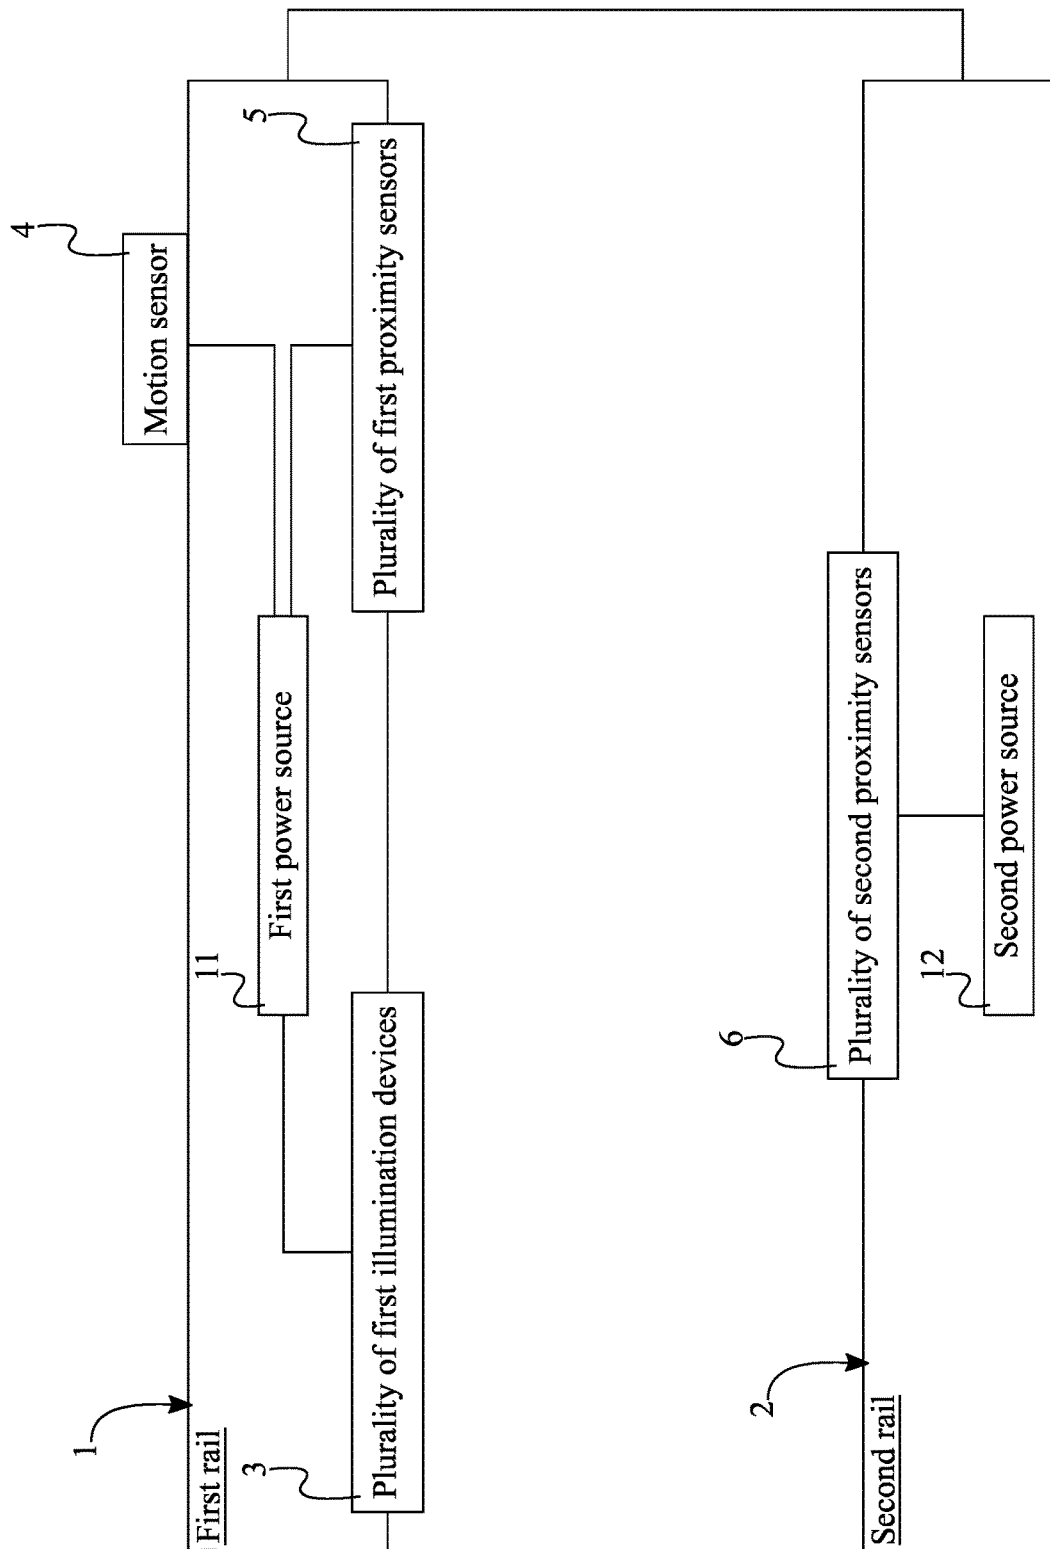 1
First rail
3
Plurality of first illumination devices
11
First power source
4
Motion sensor
5
Plurality of first proximity sensors
2
Second rail
6
Plurality of second proximity sensors
12
Second power source